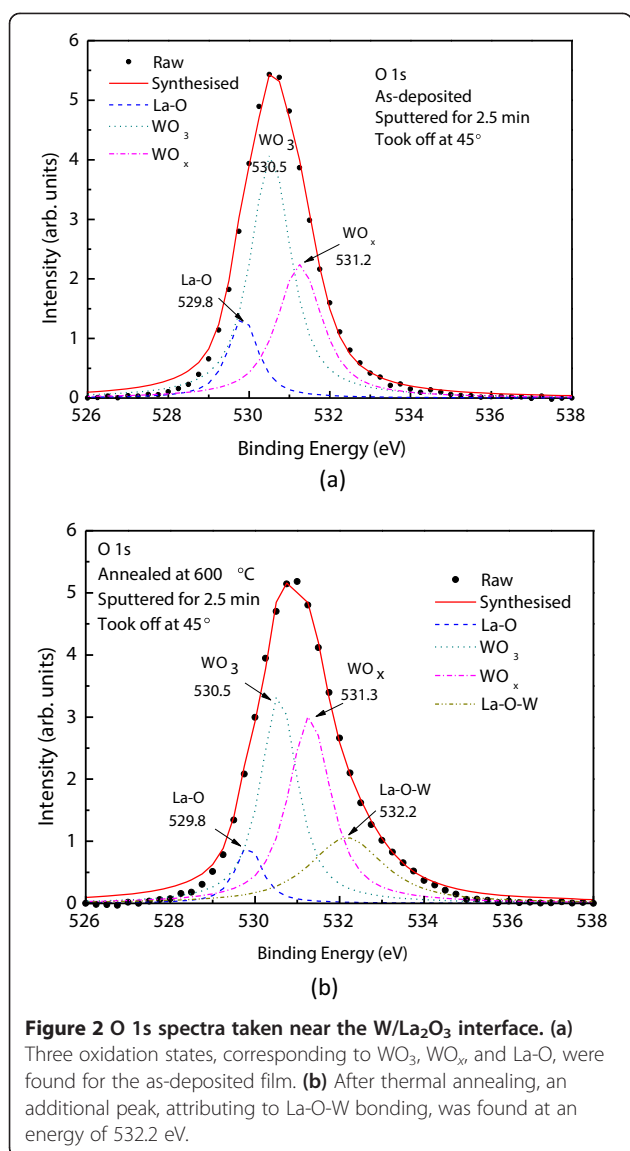 6
5
4
3
2
1
0
Intensity (arb. units)
Raw
Synthesised
La-O
WO₃
WOₓ
O 1s
As-deposited
Sputtered for 2.5 min
Took off at 45°
WO₃
530.5
WOₓ
531.2
La-O
529.8
526 528 530 532 534 536 538
Binding Energy (eV)
(a)
6
5
4
3
2
1
0
Intensity (arb. units)
O 1s
Annealed at 600 °C
Sputtered for 2.5 min
Took off at 45°
Raw
Synthesised
La-O
WO₃
WOₓ
La-O-W
WO₃
530.5
WOₓ
531.3
La-O
529.8
La-O-W
532.2
526 528 530 532 534 536 538
Binding Energy (eV)
(b)
Figure 2 O 1s spectra taken near the W/La₂O₃ interface. (a)
Three oxidation states, corresponding to WO₃, WOₓ, and La-O, were
found for the as-deposited film. (b) After thermal annealing, an
additional peak, attributing to La-O-W bonding, was found at an
energy of 532.2 eV.